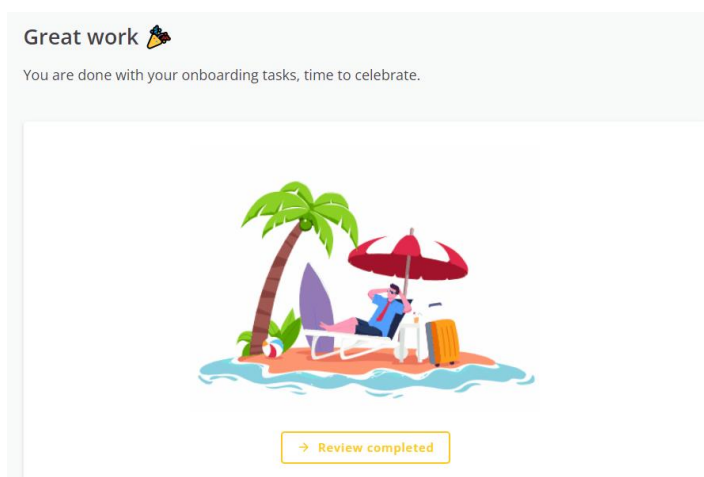 Great work 🎉
You are done with your onboarding tasks, time to celebrate.
→ Review completed